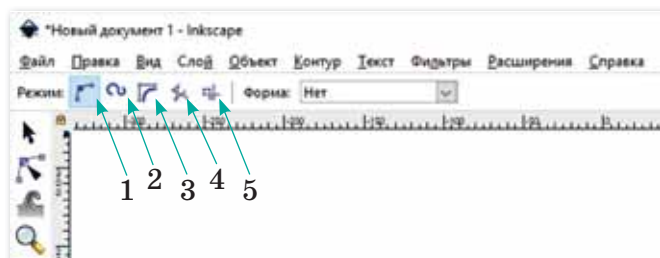 *Новый документ 1 - Inkscape
Файл Правка Вид Слой Объект Контур Текст Фильтры Расширения Справка
Режим: Форма: Нет
1 2 3 4 5